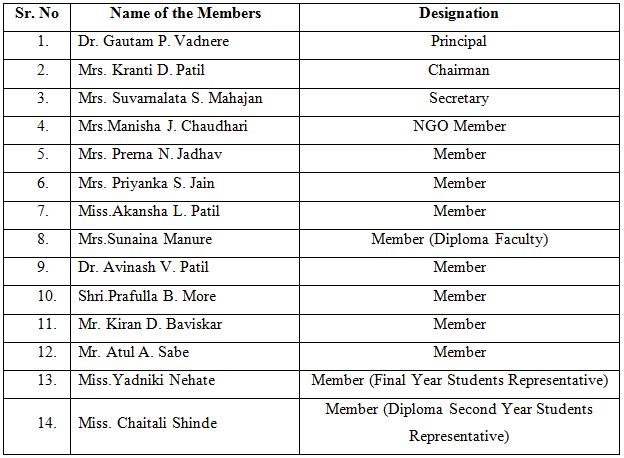 Sr. No Name of the Members Designation
1. Dr. Gautam P. Vadnere Principal
2. Mrs. Kranti D. Patil Chairman
3. Mrs. Suvarnalata S. Mahajan Secretary
4. Mrs.Manisha J. Chaudhari NGO Member
5. Mrs. Prerna N. Jadhav Member
6. Mrs. Priyanka S. Jain Member
7. Miss.Akansha L. Patil Member
8. Mrs.Sunaina Manure Member (Diploma Faculty)
9. Dr. Avinash V. Patil Member
10. Shri.Prafulla B. More Member
11. Mr. Kiran D. Baviskar Member
12. Mr. Atul A. Sabe Member
13. Miss.Yadniki Nehate Member (Final Year Students Representative)
14. Miss. Chaitali Shinde Member (Diploma Second Year Students
Representative)